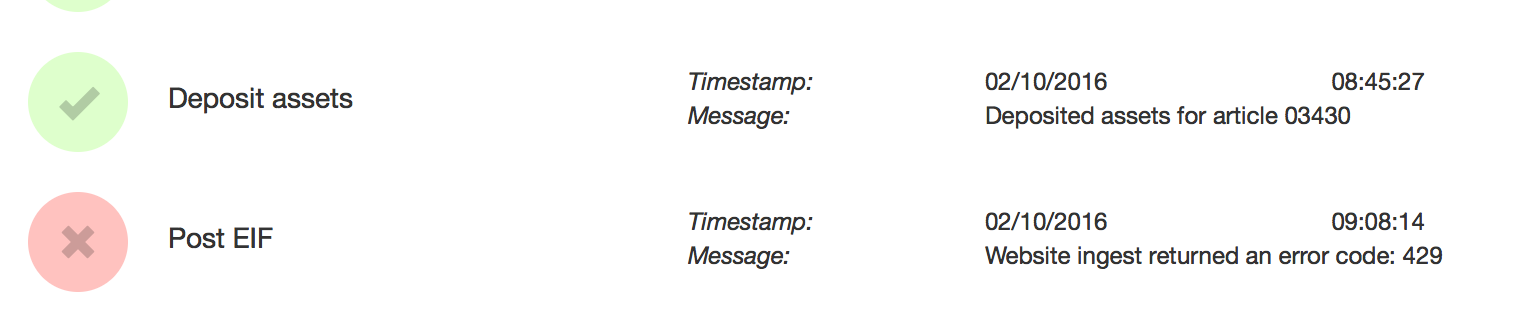 Deposit assets
Timestamp: 02/10/2016 08:45:27
Message: Deposited assets for article 03430
Post EIF
Timestamp: 02/10/2016 09:08:14
Message: Website ingest returned an error code: 429